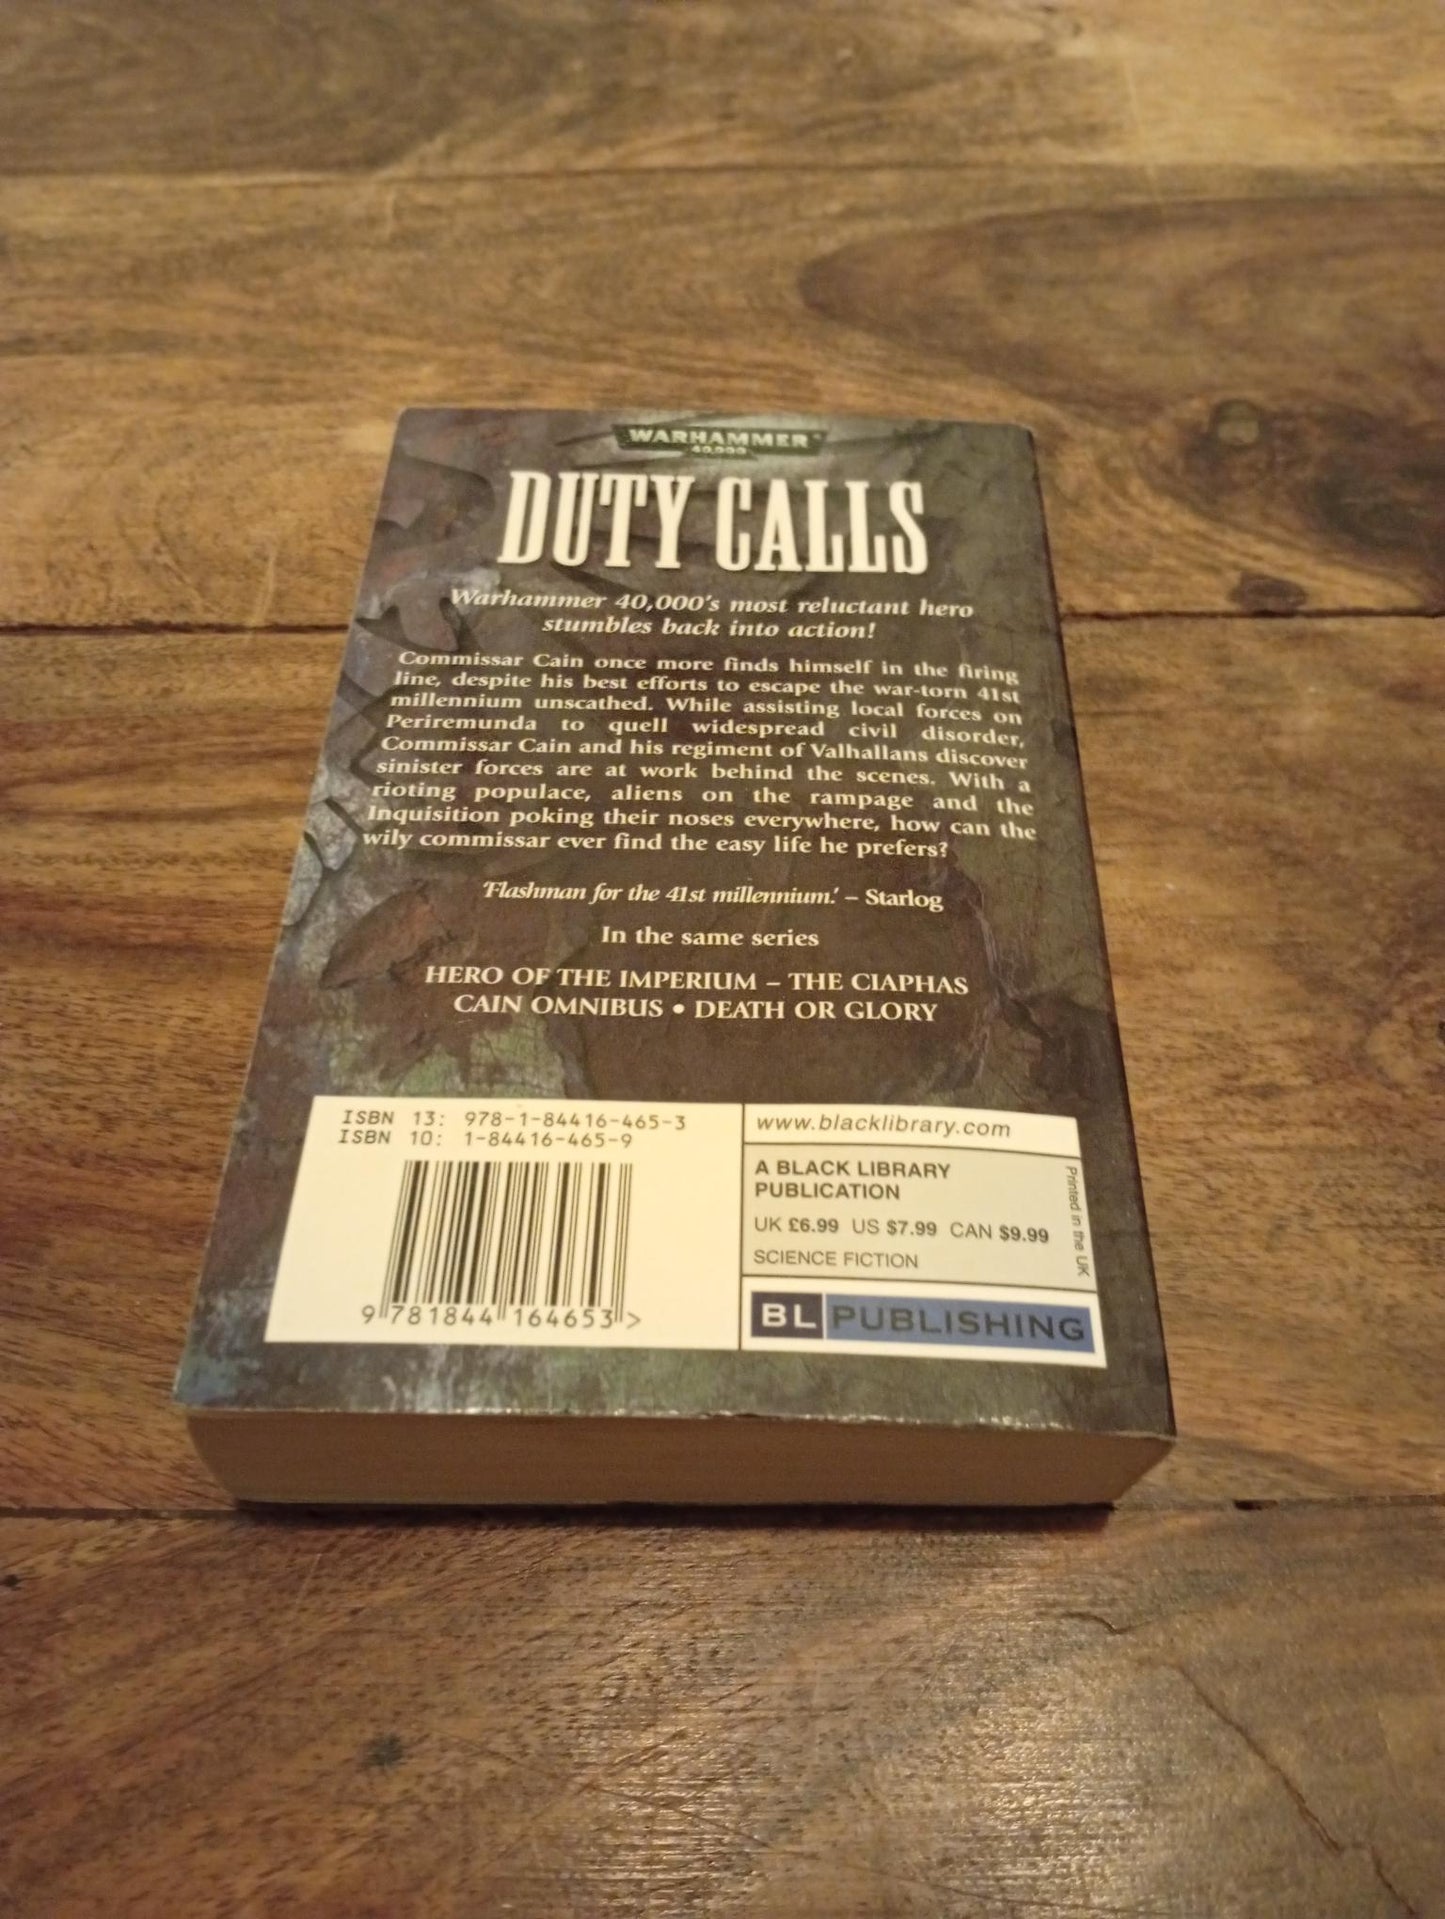 WARHAMMER
40,000
DUTY CALLS
Warhammer 40,000's most reluctant hero
stumbles back into action!
Commissar Cain once more finds himself in the firing
line, despite his best efforts to escape the war-torn 41st
millennium unscathed. While assisting local forces on
Periremunda to quell widespread civil disorder,
Commissar Cain and his regiment of Valhallans discover
sinister forces are at work behind the scenes. With a
rioting populace, aliens on the rampage and the
Inquisition poking their noses everywhere, how can the
wily commissar ever find the easy life he prefers?
'Flashman for the 41st millennium.' – Starlog
In the same series
HERO OF THE IMPERIUM – THE CIAPHAS
CAIN OMNIBUS • DEATH OR GLORY
ISBN 13: 978-1-84416-465-3
ISBN 10: 1-84416-465-9
9 781844 164653 >
www.blacklibrary.com
A BLACK LIBRARY
PUBLICATION
UK £6.99 US $7.99 CAN $9.99
SCIENCE FICTION
Printed in the UK
BL PUBLISHING